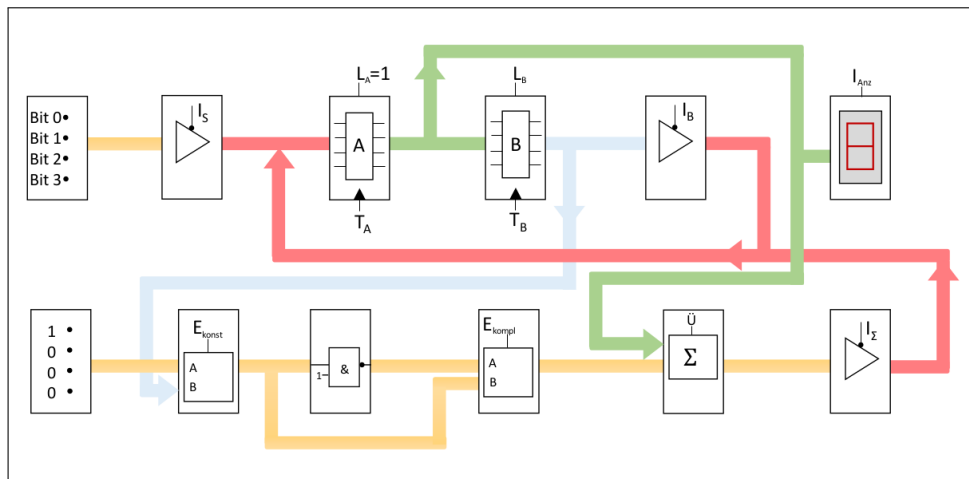 L_A=1
L_B
I_Anz
Bit 0•
Bit 1•
Bit 2•
Bit 3•
I_S
A
B
I_B
T_A
T_B
1 •
0 •
0 •
0 •
E_konst
A
B
1
&
E_kompl
A
B
Ü
Σ
I_Σ